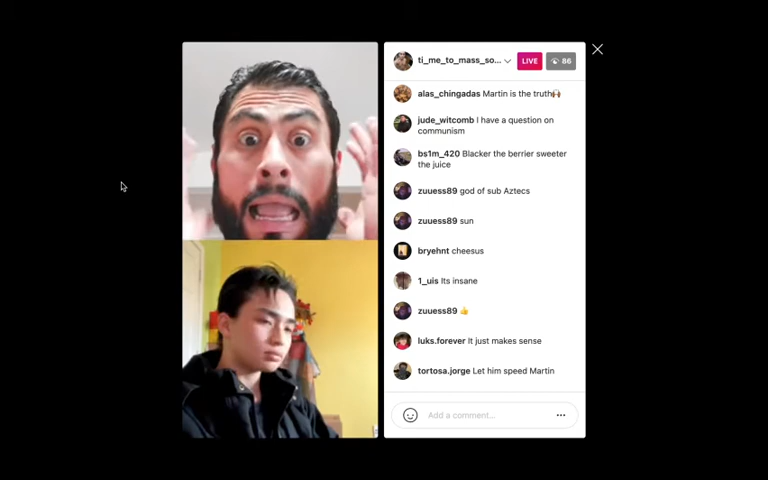 ti_me_to_mass_so...
LIVE
86
alas_chingadas Martin is the truth🙌🏽
jude_witcomb I have a question on
communism
bs1m_420 Blacker the berrier sweeter
the juice
zuuess89 god of sub Aztecs
zuuess89 sun
bryehnt cheesus
1_uis Its insane
zuuess89 👍
luks.forever It just makes sense
tortosa.jorge Let him speed Martin
Add a comment...